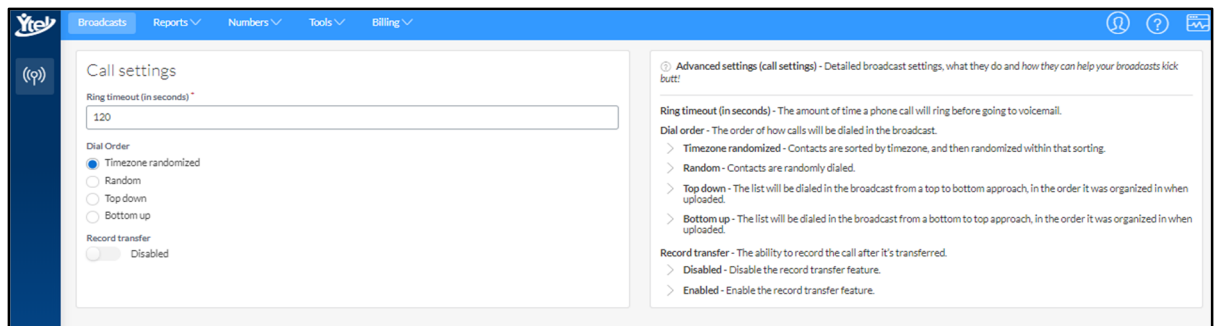 Ytel
Broadcasts Reports Numbers Tools Billing
Call settings
Ring timeout (in seconds) *
120
Dial Order
Timezone randomized
Random
Top down
Bottom up
Record transfer
Disabled
Advanced settings (call settings) - Detailed broadcast settings, what they do and how they can help your broadcasts kick
butt!
Ring timeout (in seconds) - The amount of time a phone call will ring before going to voicemail.
Dial order - The order of how calls will be dialed in the broadcast.
Timezone randomized - Contacts are sorted by timezone, and then randomized within that sorting.
Random - Contacts are randomly dialed.
Top down - The list will be dialed in the broadcast from a top to bottom approach, in the order it was organized in when
uploaded.
Bottom up - The list will be dialed in the broadcast from a bottom to top approach, in the order it was organized in when
uploaded.
Record transfer - The ability to record the call after it's transferred.
Disabled - Disable the record transfer feature.
Enabled - Enable the record transfer feature.